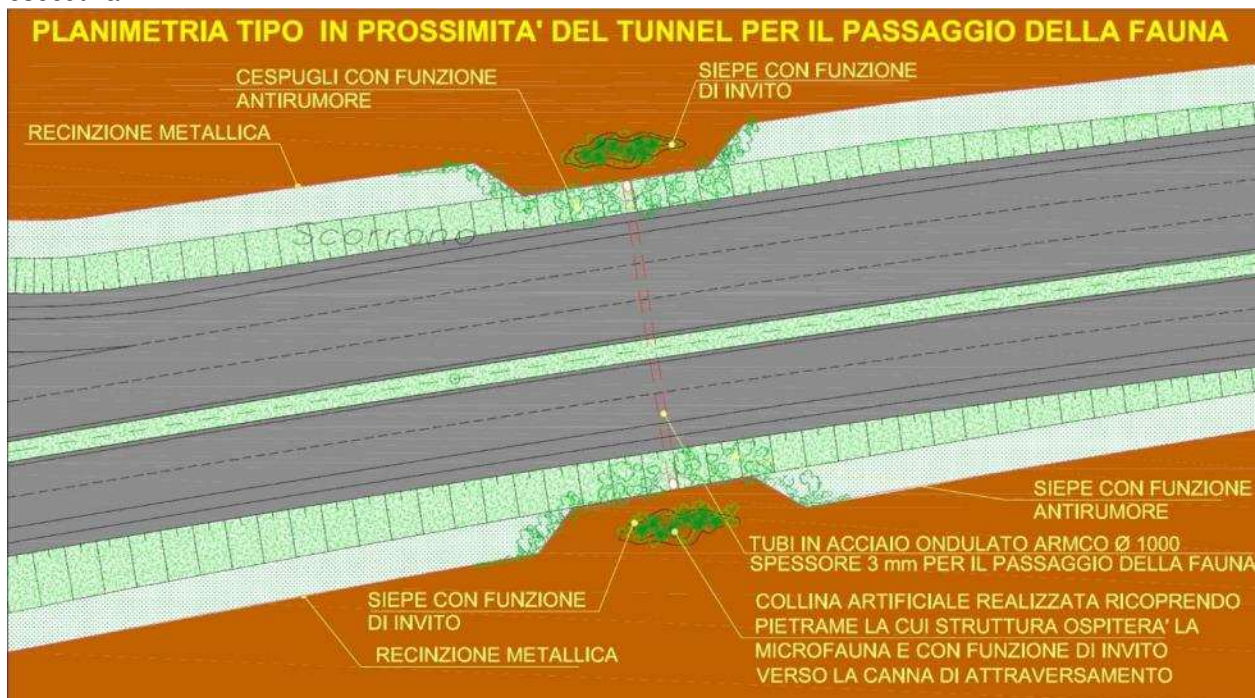 PLANIMETRIA TIPO IN PROSSIMITA' DEL TUNNEL PER IL PASSAGGIO DELLA FAUNA
CESPUGLI CON FUNZIONE
ANTIRUMORE
SIEPE CON FUNZIONE
DI INVITO
RECINZIONE METALLICA
Scorrano
SIEPE CON FUNZIONE
ANTIRUMORE
TUBI IN ACCIAIO ONDULATO ARMCO Ø 1000
SPESSORE 3 mm PER IL PASSAGGIO DELLA FAUNA
SIEPE CON FUNZIONE
DI INVITO
RECINZIONE METALLICA
COLLINA ARTIFICIALE REALIZZATA RICOPRENDO
PIETRAME LA CUI STRUTTURA OSPITERA' LA
MICROFAUNA E CON FUNZIONE DI INVITO
VERSO LA CANNA DI ATTRAVERSAMENTO